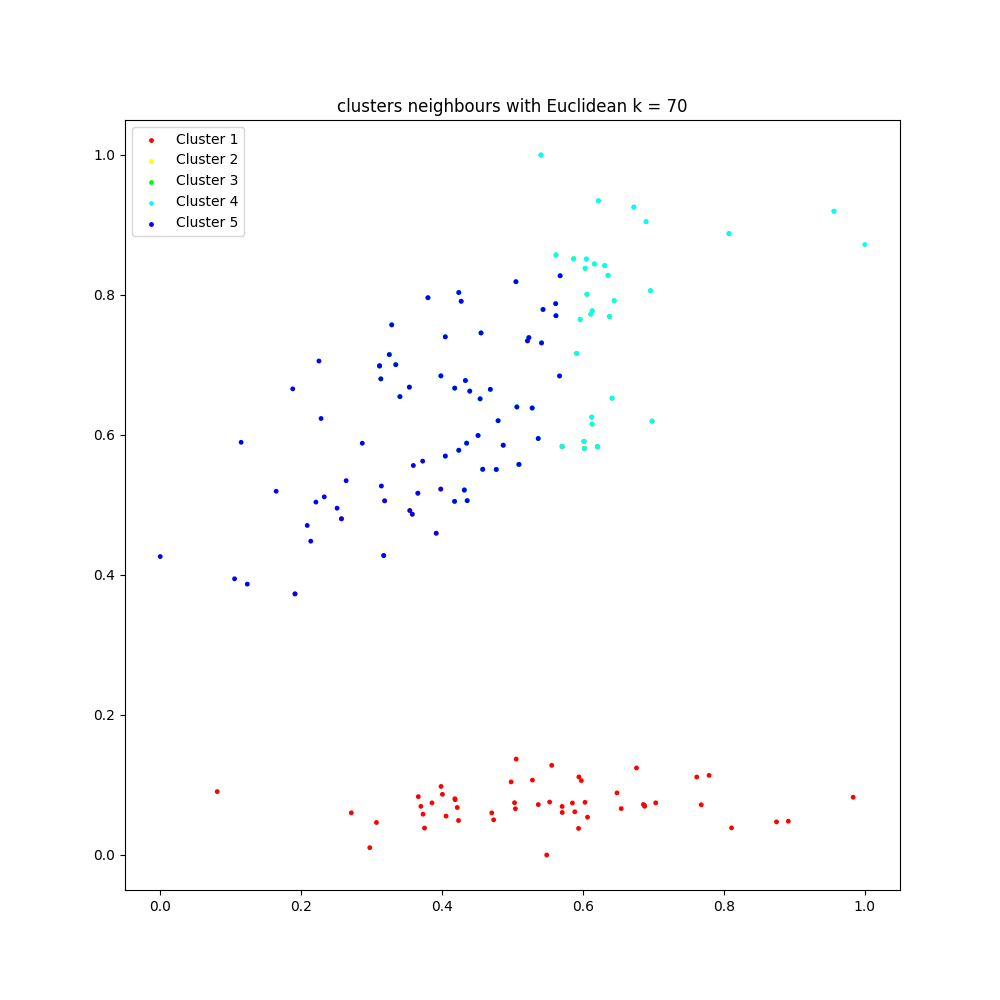 clusters neighbours with Euclidean k = 70
Cluster 1
Cluster 2
Cluster 3
Cluster 4
Cluster 5
1.0
0.8
0.6
0.4
0.2
0.0
0.0 0.2 0.4 0.6 0.8 1.0